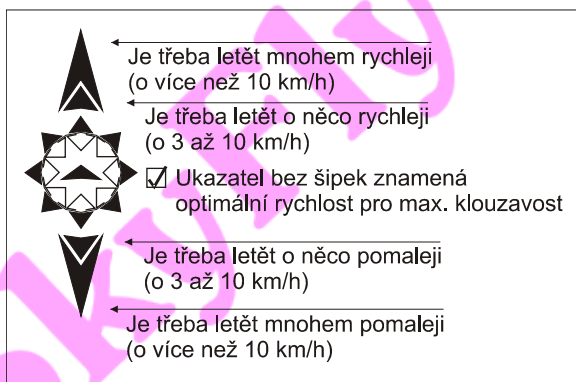 Je třeba letět mnohem rychleji
(o více než 10 km/h)
Je třeba letět o něco rychleji
(o 3 až 10 km/h)
Ukazatel bez šipek znamená
optimální rychlost pro max. klouzavost
Je třeba letět o něco pomaleji
(o 3 až 10 km/h)
Je třeba letět mnohem pomaleji
(o více než 10 km/h)